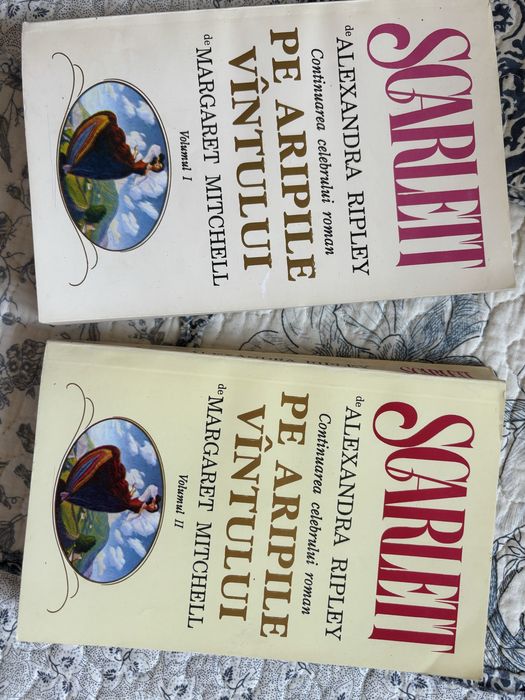 SCARLETT
de ALEXANDRA RIPLEY
Continuarea celebrului roman
PE ARIPILE
VÎNTULUI
de MARGARET MITCHELL
Volumul I
SCARLETT
SCARLETT
de ALEXANDRA RIPLEY
Continuarea celebrului roman
PE ARIPILE
VÎNTULUI
de MARGARET MITCHELL
Volumul II